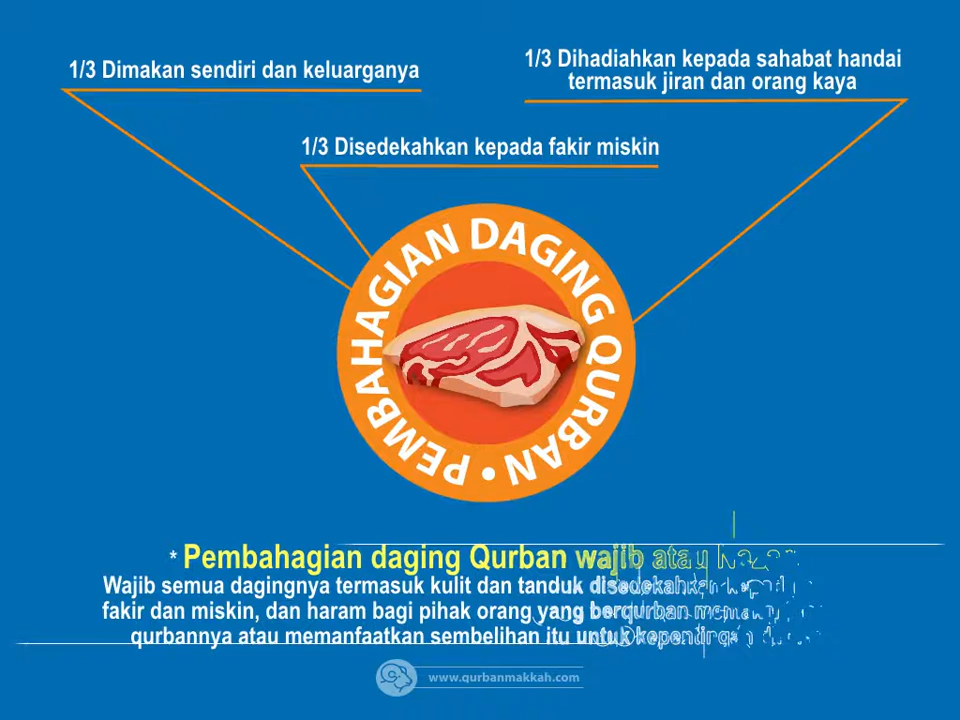 1/3 Dimakan sendiri dan keluarganya
1/3 Dihadiahkan kepada sahabat handai
termasuk jiran dan orang kaya
1/3 Disedekahkan kepada fakir miskin
PEMBAHAGIAN DAGING QURBAN •
* Pembahagian daging Qurban wajib atau
Wajib semua dagingnya termasuk kulit dan tanduk disedekahkan
fakir dan miskin, dan haram bagi pihak orang yang berqurban
qurbannya atau memanfaatkan sembelihan itu untuk
www.qurbanmakkah.com